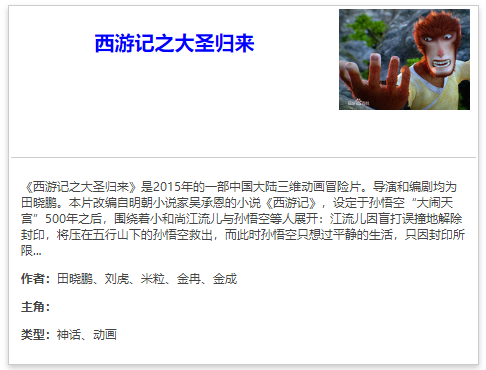 西游记之大圣归来
《西游记之大圣归来》是2015年的一部中国大陆三维动画冒险片。导演和编剧均为
田晓鹏。本片改编自明朝小说家吴承恩的小说《西游记》，设定于孙悟空“大闹天
宫”500年之后，围绕着小和尚江流儿与孙悟空等人展开：江流儿因盲打误撞地解除
封印，将压在五行山下的孙悟空救出，而此时孙悟空只想过平静的生活，只因封印所
限...
作者：田晓鹏、刘虎、米粒、金冉、金成
主角：
类型：神话、动画